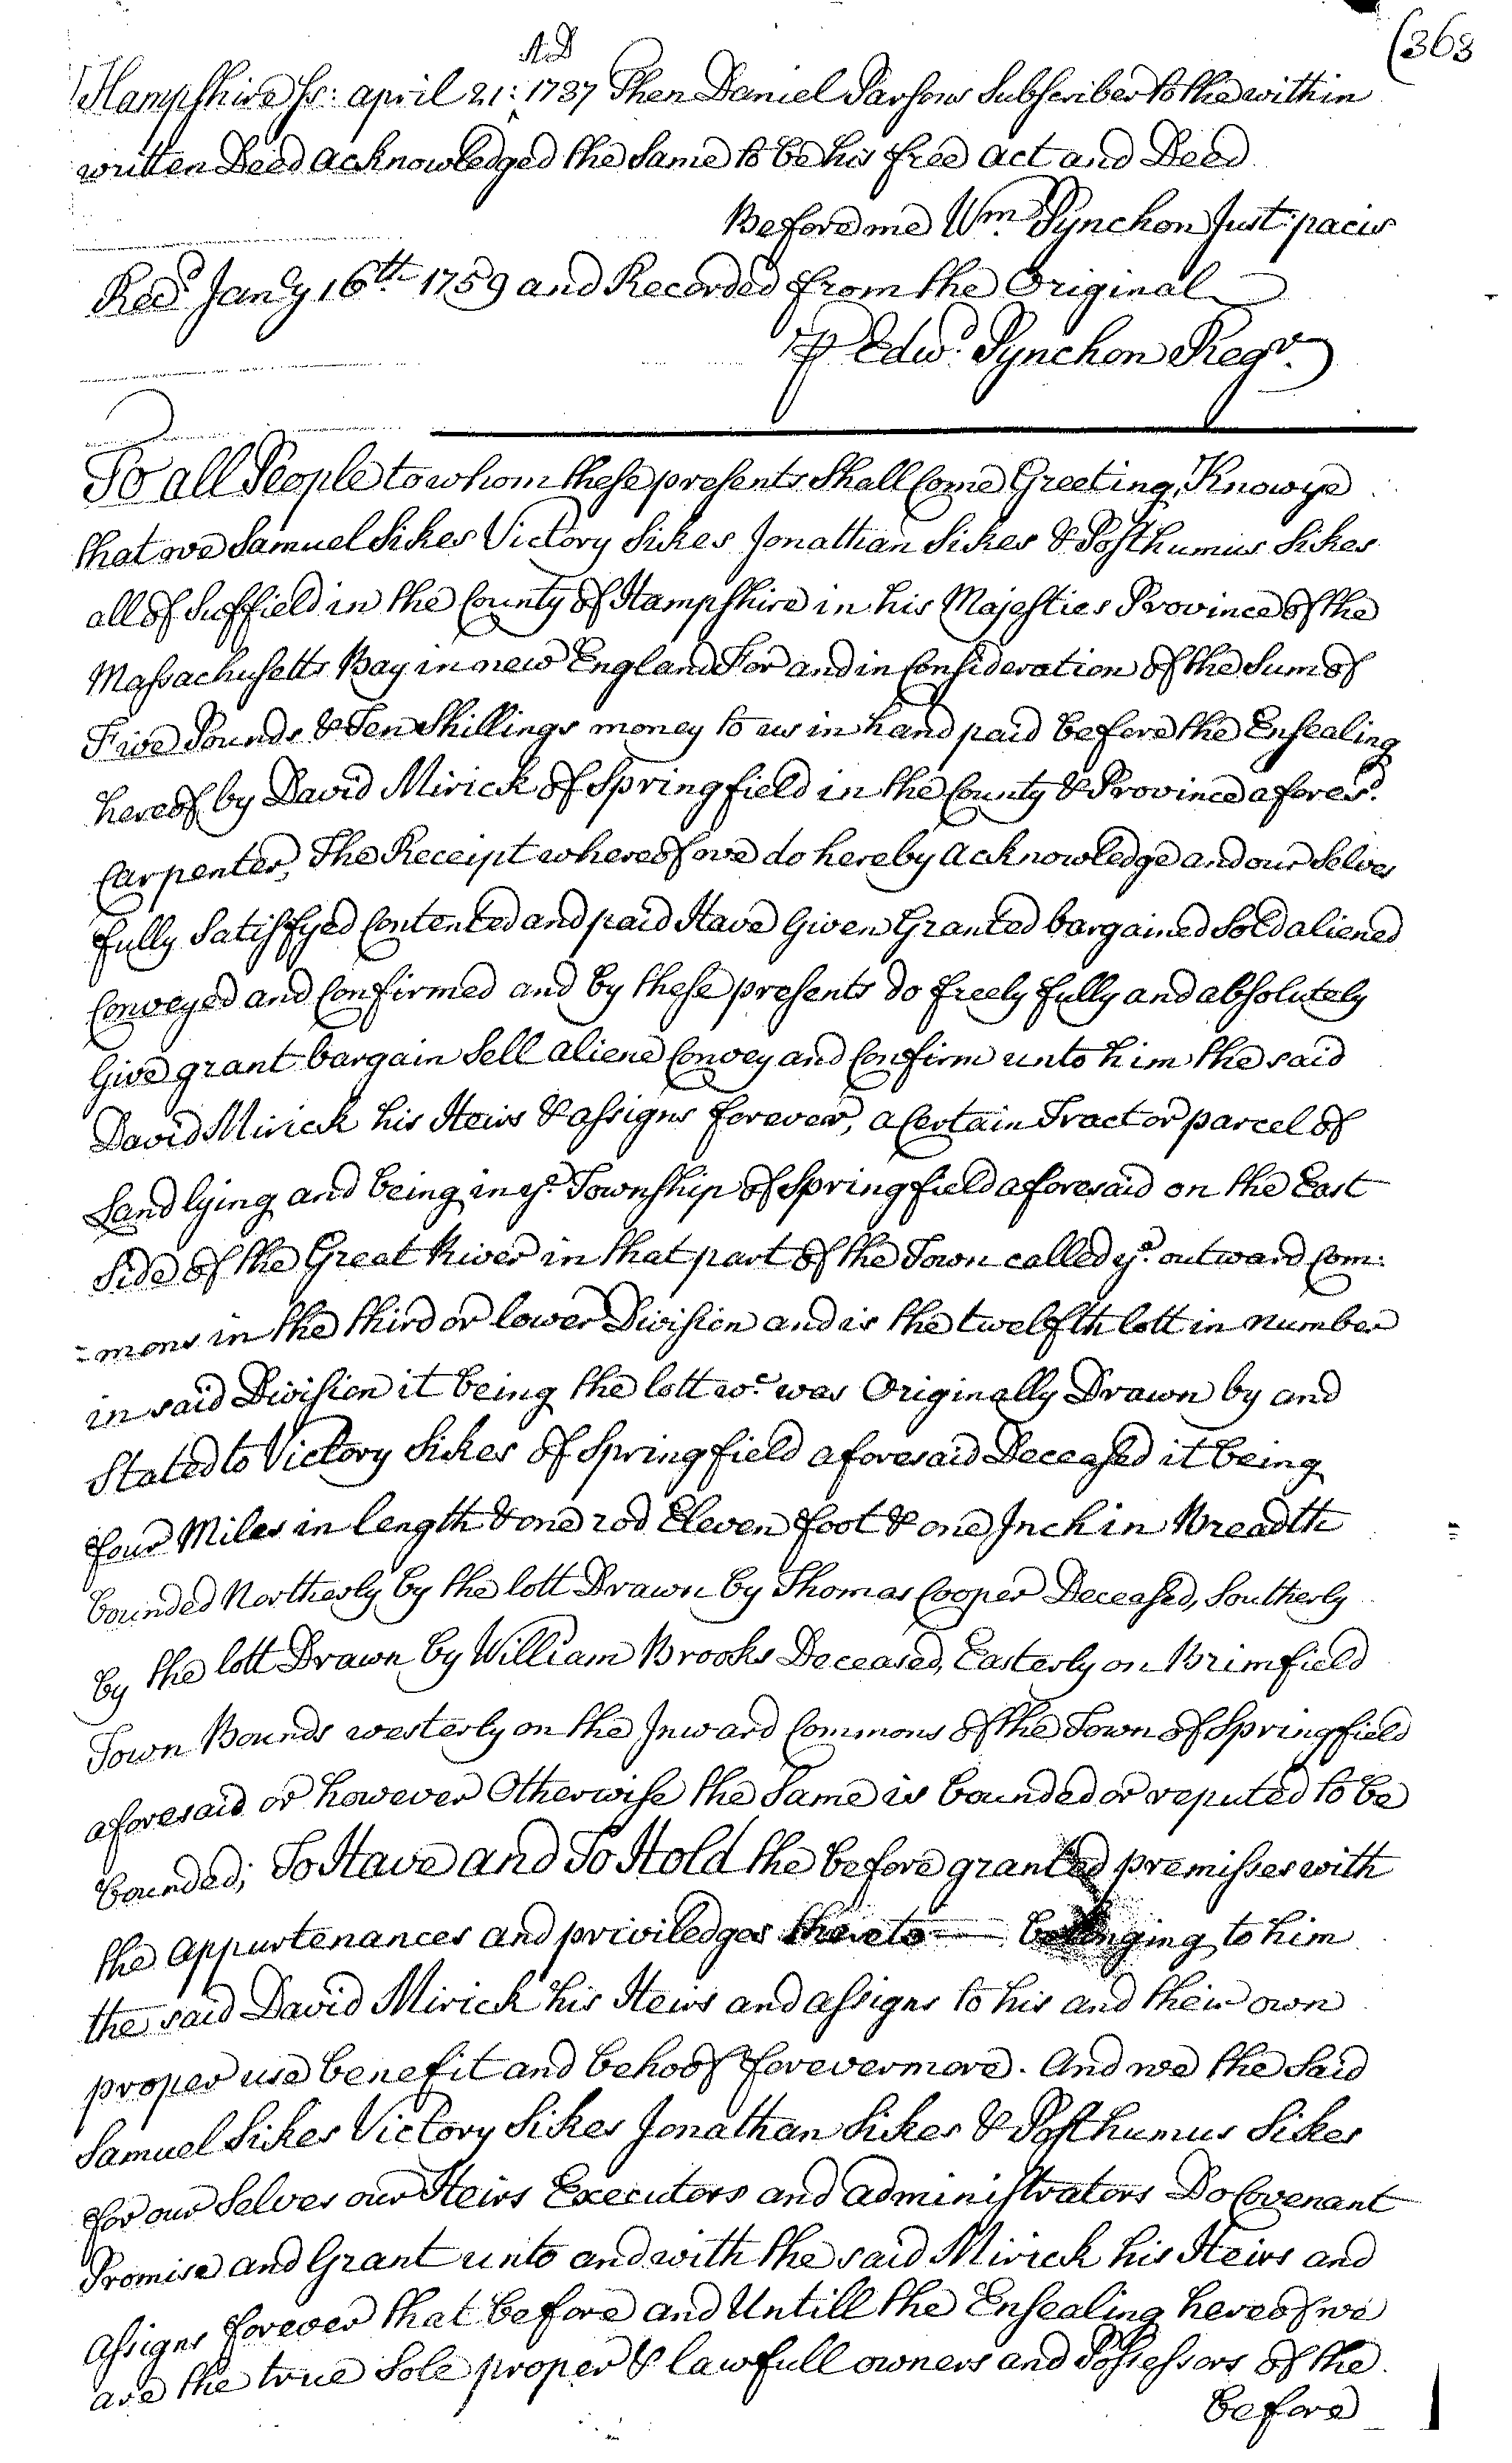 (363
Hampshire ss: april 21: A:D 1737 Then Daniel Parsons Subscriber to the within
written Deed acknowledged the Same to be his free act and Deed
Before me Wm Pynchon Just: pacis
Recd Jany 16th 1759 and Recorded from the Original
⅌ Edwd Pynchon Regr.
To all People to whom these presents Shall Come Greeting, Know ye
that we Samuel Sikes Victory Sikes Jonathan Sikes & Posthumus Sikes
all of Suffield in the County of Hampshire in his Majesties Province of the
Massachusetts Bay in new England For and in Consideration of the Sum of
Five Pounds & Ten Shillings money to us in hand paid before the Ensealing
hereof by David Mirick of Springfield in the County & Province aforesd.
Carpenter, The Receipt whereof we do hereby acknowledge and our Selves
fully Satisfyed Contented and paid Have Given Granted bargained Sold aliened
Conveyed and Confirmed and by these presents do freely fully and absolutely
Give grant bargain Sell aliene Convey and Confirm unto him the said
David Mirick his Heirs & assigns forever, a Certain Tract or parcel of
Land lying and being in ye. Township of Springfield aforesaid on the East
Side of the Great River in that part of the Town called ye. outward Com:
=mons in the third or lower Division and is the twelfth lott in number
in said Division it being the lott wc. was Originally Drawn by and
Stated to Victory Sikes of Springfield aforesaid Deceased it being
four Miles in length & one rod Eleven foot & one Inch in Breadth
bounded Northerly by the lott Drawn by Thomas Cooper Deceased, Southerly
by the lott Drawn by William Brooks Deceased, Easterly on Brimfield
Town Bounds westerly on the Inward Commons of the Town of Springfield
aforesaid or however Otherwise the Same is bounded or reputed to be
bounded; To Have and To Hold the before granted premisses with
the appurtenances and priviledges thereto — belonging to him
the said David Mirick his Heirs and assigns to his and their own
proper use benefit and behoof forevermore. And we the Said
Samuel Sikes Victory Sikes Jonathan Sikes & Posthumus Sikes
for our Selves our Heirs Executors and administrators Do Covenant
Promise and Grant unto and with the said Mirick his Heirs and
assigns forever that before and Untill the Ensealing hereof we
are the true Sole proper & lawfull owners and Possessors of the
before